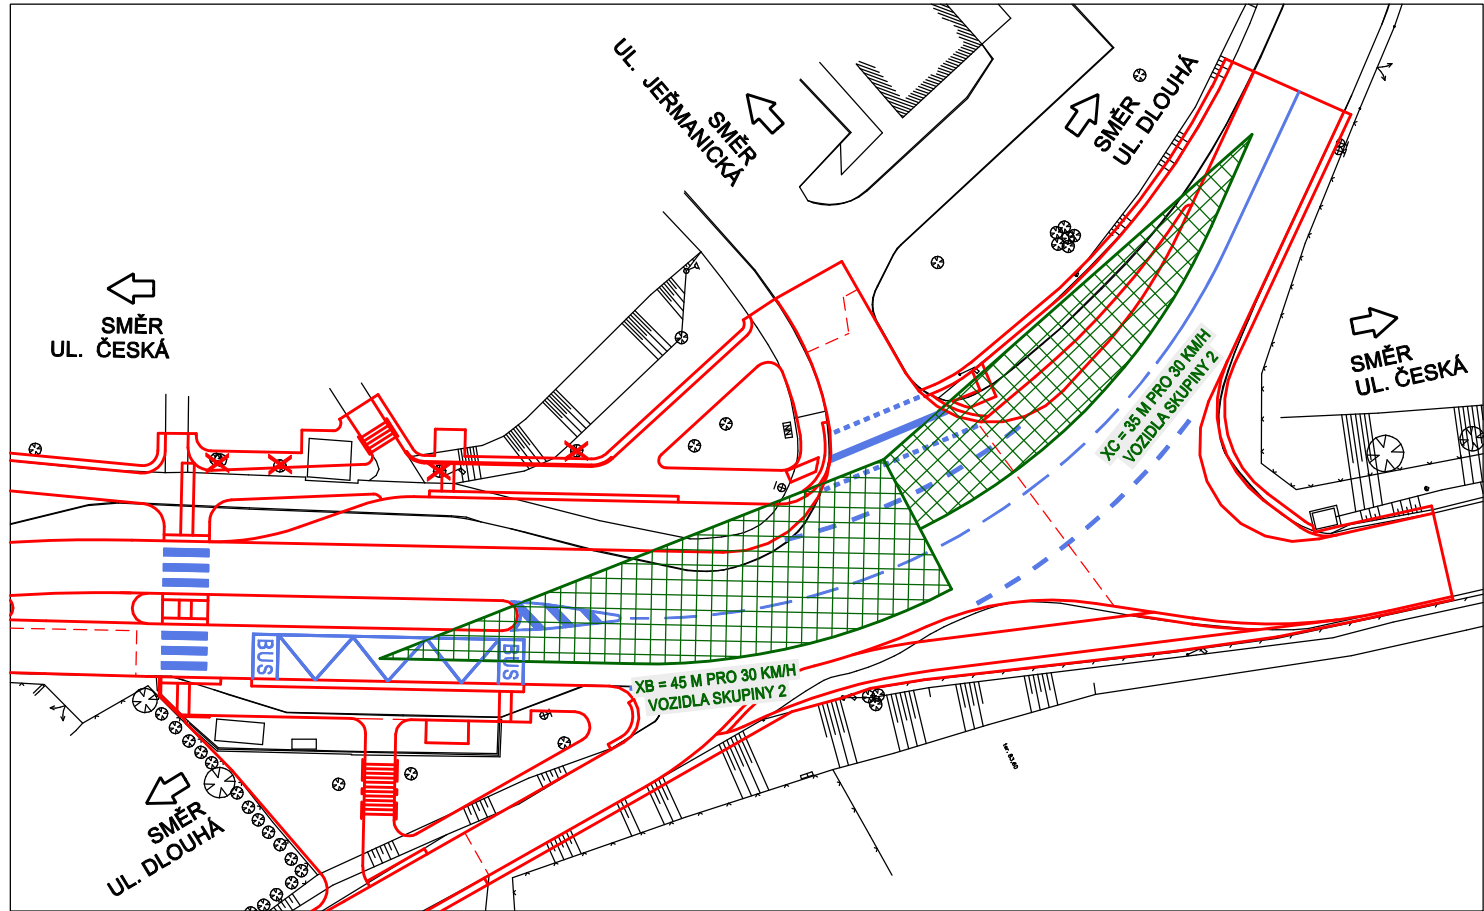 UL. JEŘMANICKÁ
SMĚR
SMĚR
UL. DLOUHÁ
SMĚR
UL. ČESKÁ
SMĚR
UL. ČESKÁ
XC = 35 M PRO 30 KM/H
VOZIDLA SKUPINY 2
BUS
BUS
XB = 45 M PRO 30 KM/H
VOZIDLA SKUPINY 2
SMĚR
UL. DLOUHÁ